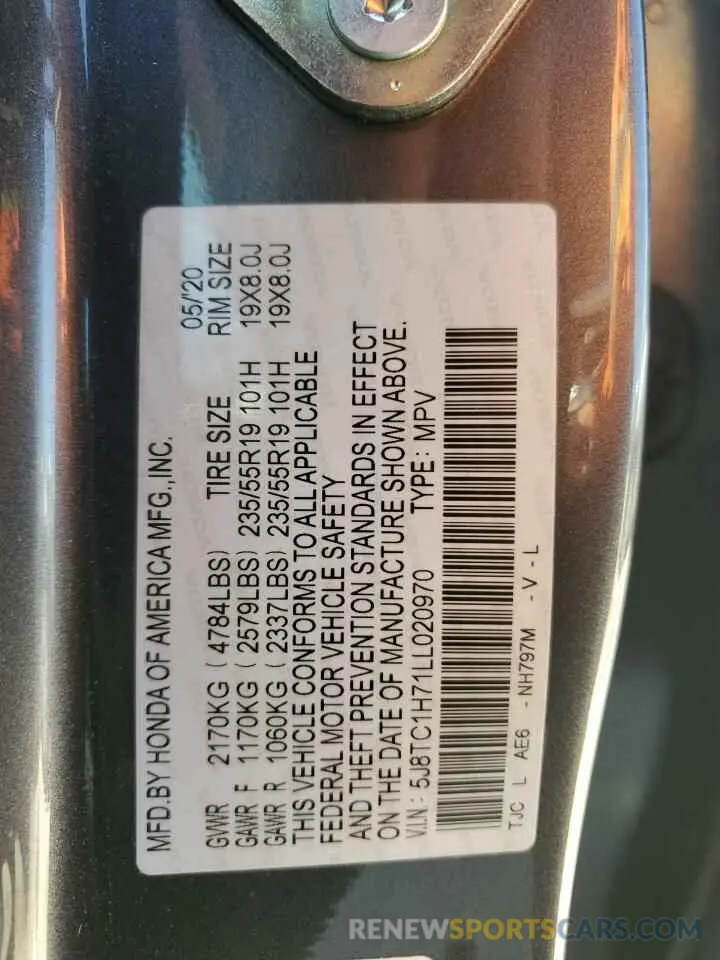 MFD.BY HONDA OF AMERICA MFG.,INC. 05/'20
GVWR 2170KG ( 4784LBS) TIRE SIZE RIM SIZE
GAWR F 1170KG ( 2579LBS) 235/55R19 101H 19X8.0J
GAWR R 1060KG ( 2337LBS) 235/55R19 101H 19X8.0J
THIS VEHICLE CONFORMS TO ALL APPLICABLE
FEDERAL MOTOR VEHICLE SAFETY
AND THEFT PREVENTION STANDARDS IN EFFECT
ON THE DATE OF MANUFACTURE SHOWN ABOVE.
V.I.N : 5J8TC1H71LL020970 TYPE : MPV
TJC L AE6 - NH797M - V - L
RENEWSPORTSCARS.COM